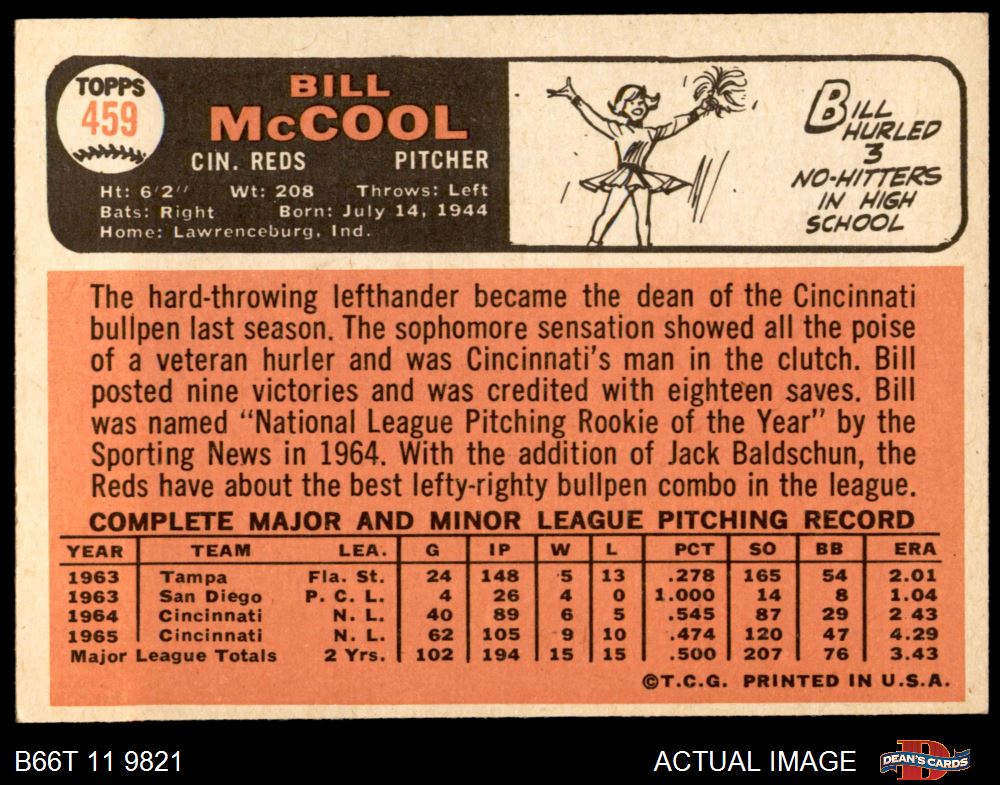 TOPPS
459
BILL
McCOOL
CIN. REDS PITCHER
Ht: 6'2" Wt: 208 Throws: Left
Bats: Right Born: July 14, 1944
Home: Lawrenceburg, Ind.
BILL
HURLED
3
NO-HITTERS
IN HIGH
SCHOOL
The hard-throwing lefthander became the dean of the Cincinnati
bullpen last season. The sophomore sensation showed all the poise
of a veteran hurler and was Cincinnati's man in the clutch. Bill
posted nine victories and was credited with eighteen saves. Bill
was named "National League Pitching Rookie of the Year" by the
Sporting News in 1964. With the addition of Jack Baldschun, the
Reds have about the best lefty-righty bullpen combo in the league.
COMPLETE MAJOR AND MINOR LEAGUE PITCHING RECORD
YEAR TEAM LEA. G IP W L PCT SO BB ERA
1963 Tampa Fla. St. 24 148 5 13 .278 165 54 2.01
1963 San Diego P. C. L. 4 26 4 0 1.000 14 8 1.04
1964 Cincinnati N. L. 40 89 6 5 .545 87 29 2 43
1965 Cincinnati N. L. 62 105 9 10 .474 120 47 4.29
Major League Totals 2 Yrs. 102 194 15 15 .500 207 76 3.43
©T.C.G. PRINTED IN U.S.A.
B66T 11 9821 ACTUAL IMAGE
D
DEAN'S CARDS